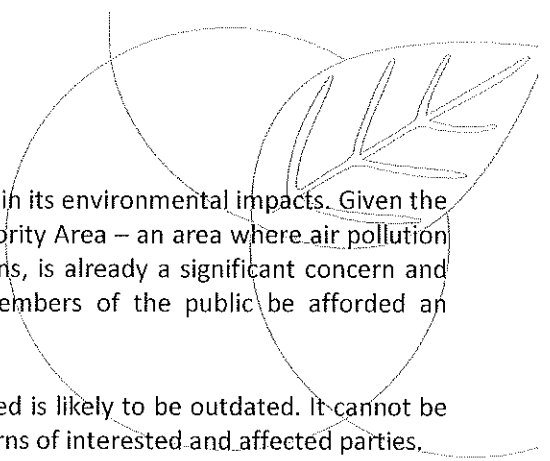 in its environmental impacts. Given the
ority Area – an area where air pollution
ns, is already a significant concern and
embers of the public be afforded an
ed is likely to be outdated. It cannot be
rns of interested and affected parties.